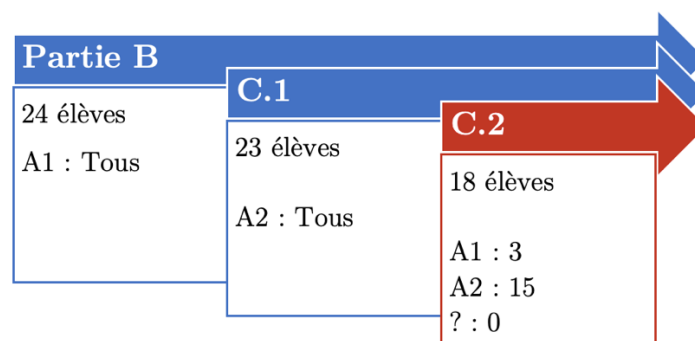 Partie B
24 élèves
A1 : Tous
C.1
23 élèves
A2 : Tous
C.2
18 élèves
A1 : 3
A2 : 15
? : 0